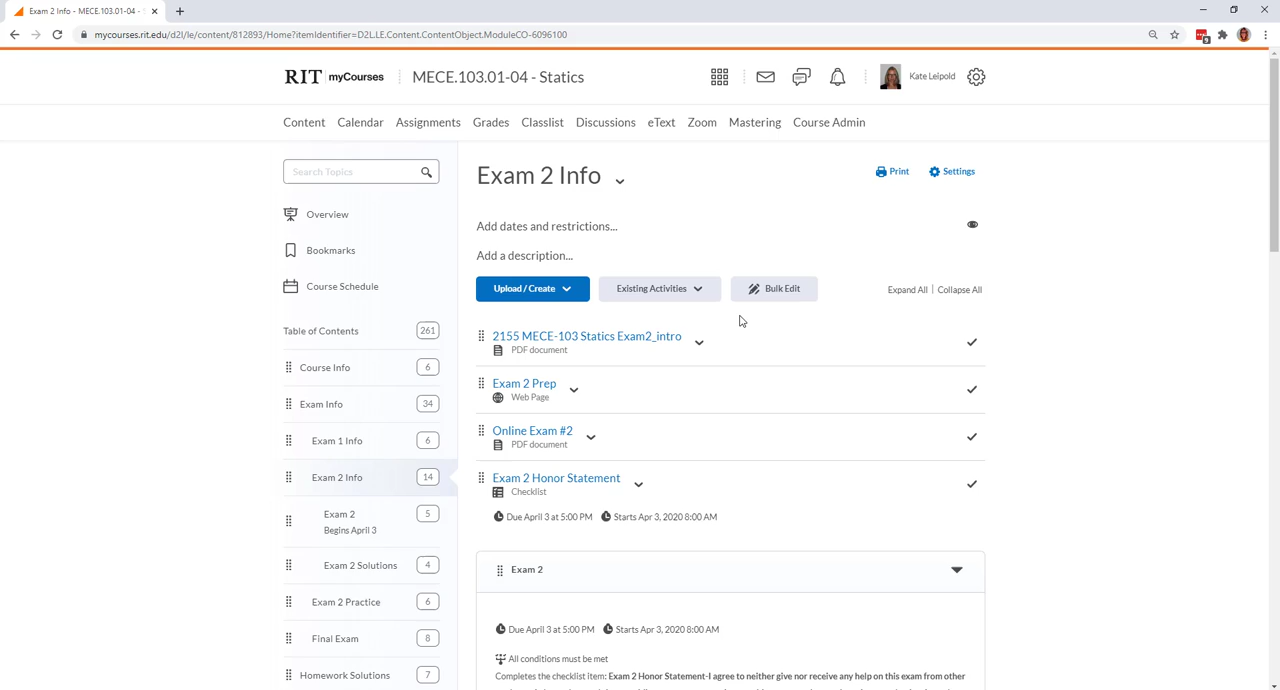 Exam 2 Info - MECE.103.01-04 -
mycourses.rit.edu/d2l/le/content/812893/Home?itemIdentifier=D2L.LE.Content.ContentObject.ModuleCO-6096100
9
RIT myCourses
MECE.103.01-04 - Statics
Kate Leipold
Content Calendar Assignments Grades Classlist Discussions eText Zoom Mastering Course Admin
Search Topics
Overview
Bookmarks
Course Schedule
Table of Contents 261
Course Info 6
Exam Info 34
Exam 1 Info 6
Exam 2 Info 14
Exam 2 5
Begins April 3
Exam 2 Solutions 4
Exam 2 Practice 6
Final Exam 8
Homework Solutions 7
Exam 2 Info
Print Settings
Add dates and restrictions...
Add a description...
Upload / Create Existing Activities Bulk Edit
Expand All | Collapse All
2155 MECE-103 Statics Exam2_intro
PDF document
Exam 2 Prep
Web Page
Online Exam #2
PDF document
Exam 2 Honor Statement
Checklist
Due April 3 at 5:00 PM Starts Apr 3, 2020 8:00 AM
Exam 2
Due April 3 at 5:00 PM Starts Apr 3, 2020 8:00 AM
All conditions must be met
Completes the checklist item: Exam 2 Honor Statement-I agree to neither give nor receive any help on this exam from other